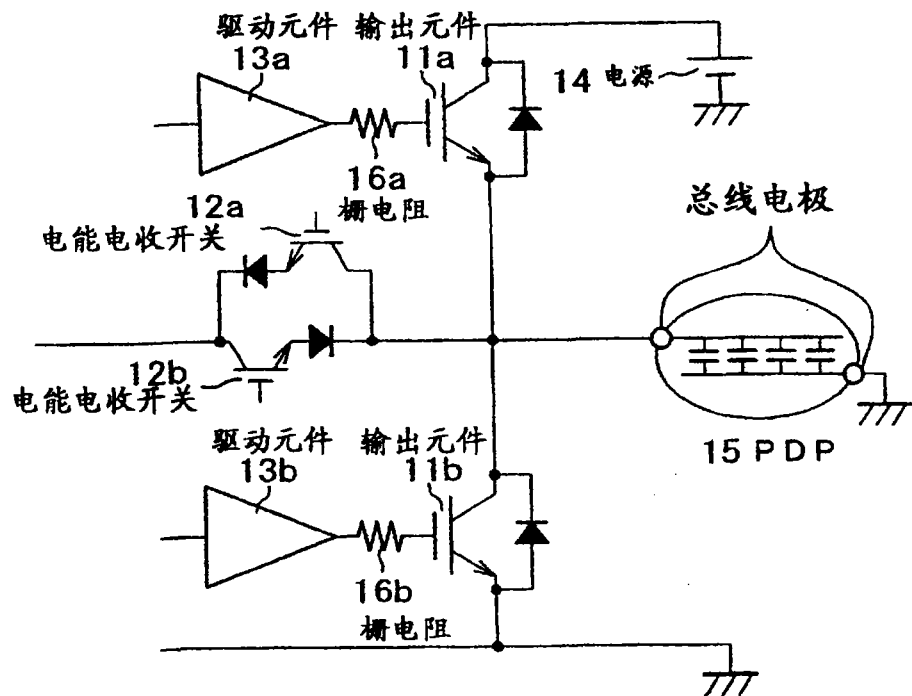 驱动元件 输出元件
13a 11a
14 电源
16a
栅电阻
12a
电能电收开关
总线电极
12b
电能电收开关
驱动元件 输出元件
13b 11b
15 PDP
16b
栅电阻